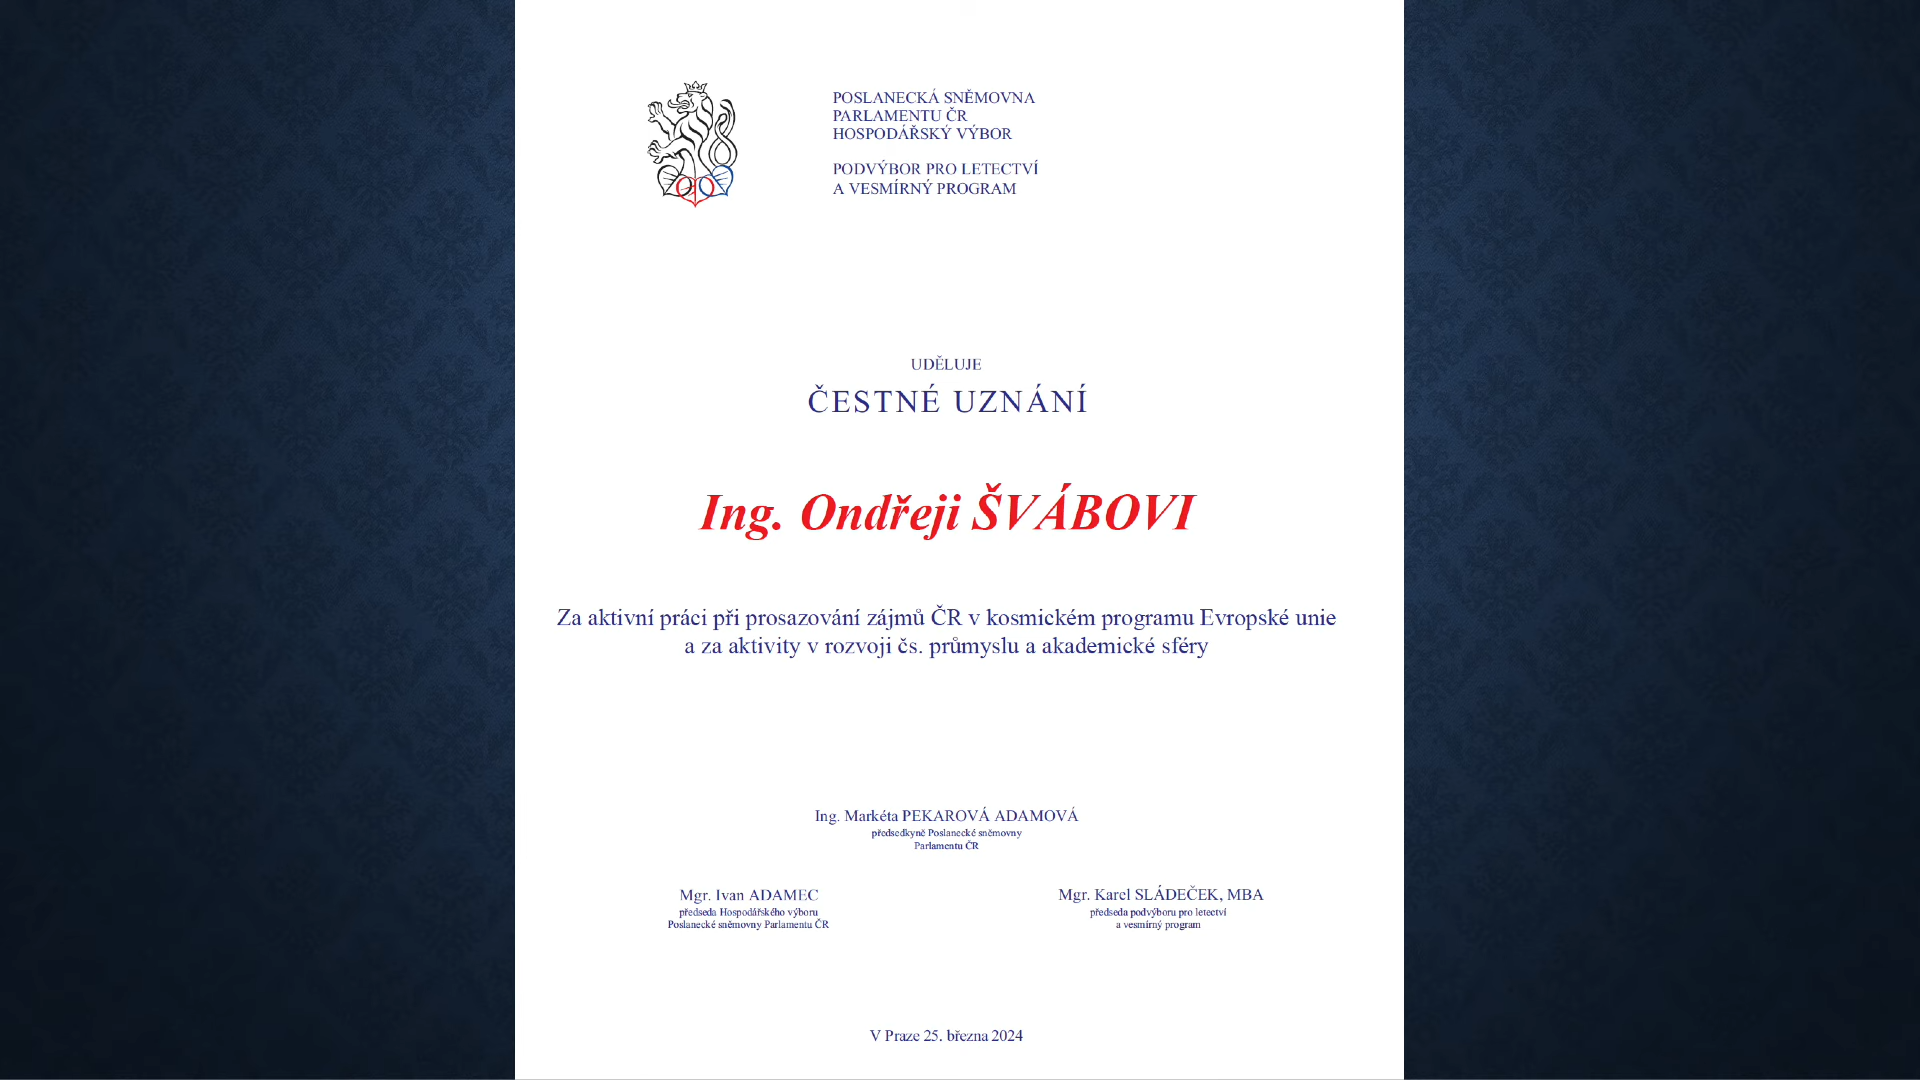 POSLANECKÁ SNĚMOVNA
PARLAMENTU ČR
HOSPODÁŘSKÝ VÝBOR
PODVÝBOR PRO LETECTVÍ
A VESMÍRNÝ PROGRAM
UDĚLUJE
ČESTNÉ UZNÁNÍ
Ing. Ondřeji ŠVÁBOVI
Za aktivní práci při prosazování zájmů ČR v kosmickém programu Evropské unie
a za aktivity v rozvoji čs. průmyslu a akademické sféry
Ing. Markéta PEKAROVÁ ADAMOVÁ
předsedkyně Poslanecké sněmovny
Parlamentu ČR
Mgr. Ivan ADAMEC
předseda Hospodářského výboru
Poslanecké sněmovny Parlamentu ČR
Mgr. Karel SLÁDEČEK, MBA
předseda podvýboru pro letectví
a vesmírný program
V Praze 25. března 2024